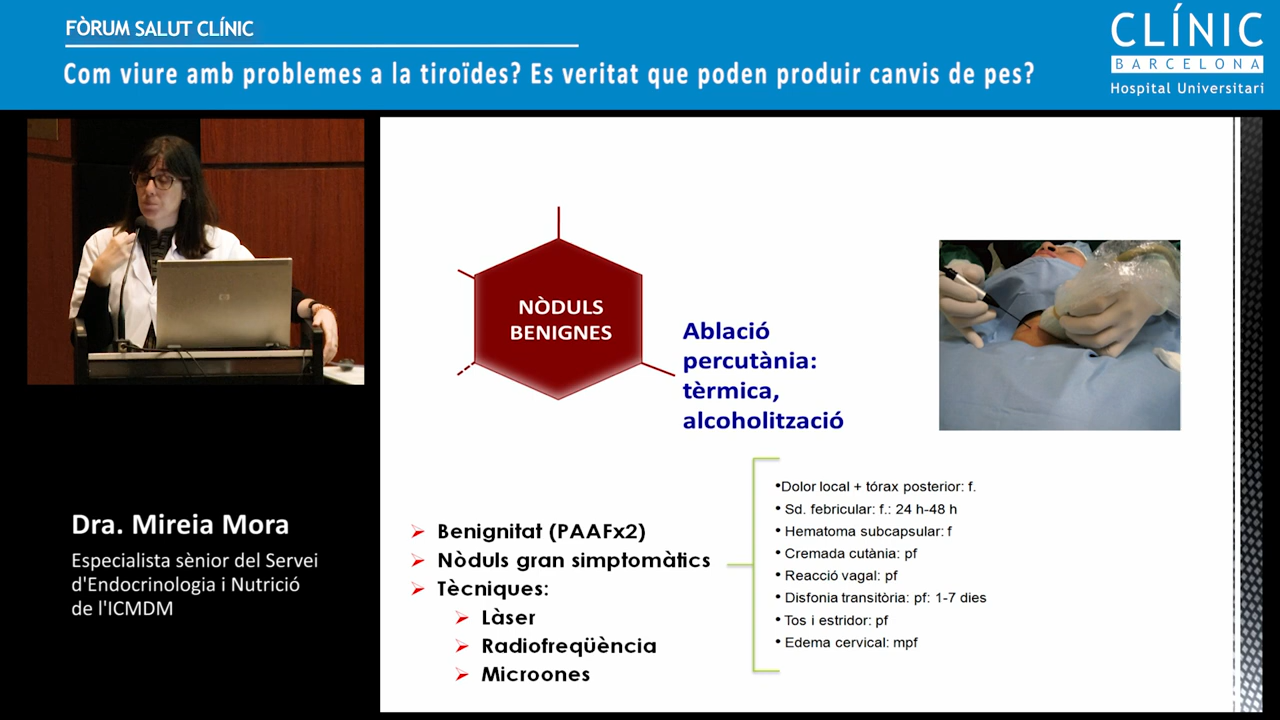 FÒRUM SALUT CLÍNIC
Com viure amb problemes a la tiroïdes? Es veritat que poden produir canvis de pes?
CLÍNIC
BARCELONA
Hospital Universitari
NÒDULS
BENIGNES
Ablació
percutània:
tèrmica,
alcoholització
Dra. Mireia Mora
Especialista sènior del Servei
d'Endocrinologia i Nutrició
de l'ICMDM
➢ Benignitat (PAAFx2)
➢ Nòduls gran simptomàtics
➢ Tècniques:
➢ Làser
➢ Radiofreqüència
➢ Microones
•Dolor local + tórax posterior: f.
• Sd. febricular: f.: 24 h-48 h
• Hematoma subcapsular: f
• Cremada cutània: pf
• Reacció vagal: pf
• Disfonia transitòria: pf: 1-7 dies
• Tos i estridor: pf
• Edema cervical: mpf